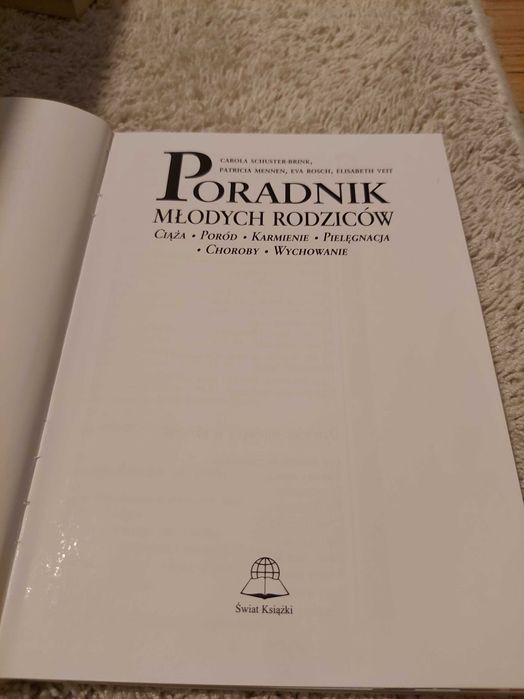 CAROLA SCHUSTER-BRINK,
PATRICIA MENNEN, EVA ROSCH, ELISABETH VEIT
PORADNIK
MŁODYCH RODZICÓW
CIĄŻA • PORÓD • KARMIENIE • PIELĘGNACJA
• CHOROBY • WYCHOWANIE
Świat Książki